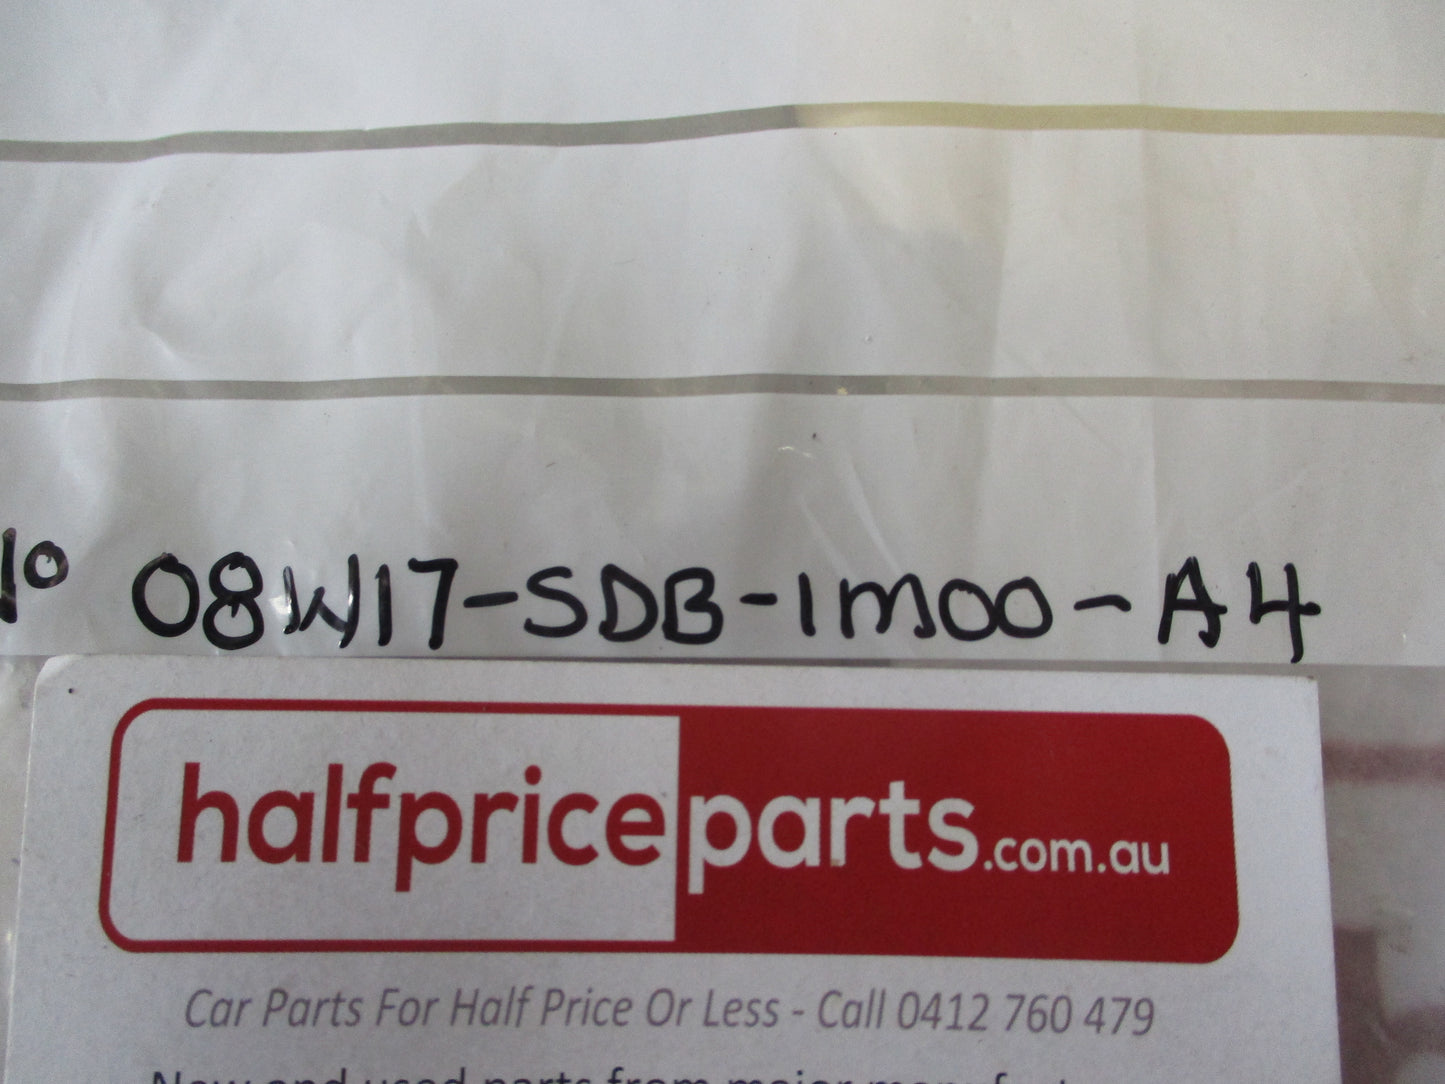 08W17-SDB-1M00-A4
halfpriceparts.com.au
Car Parts For Half Price Or Less - Call 0412 760 479